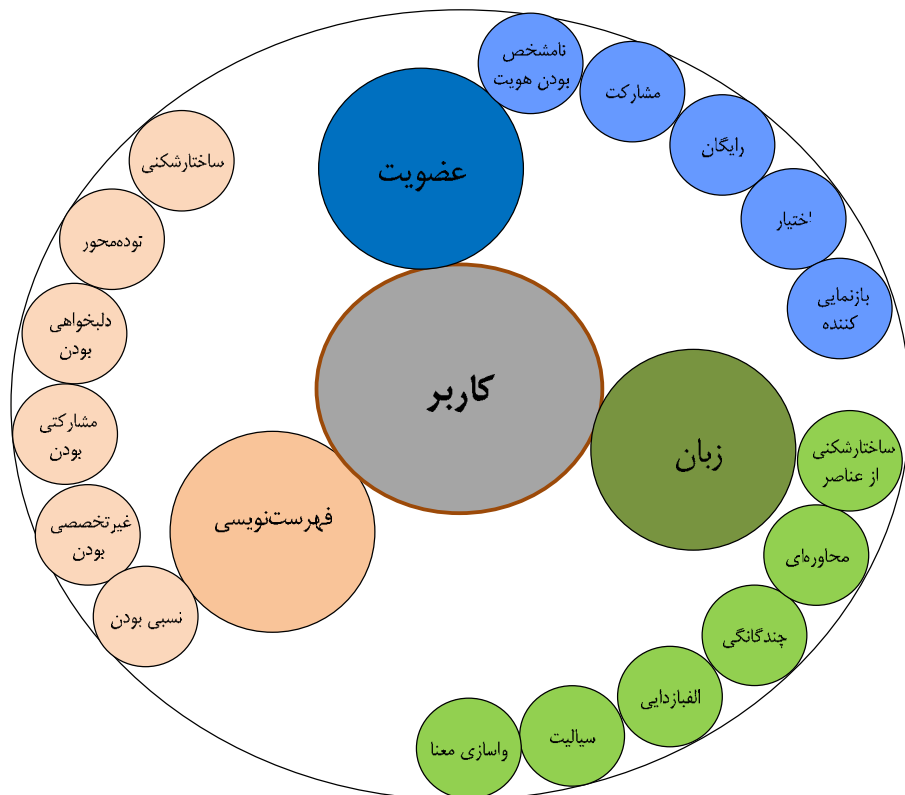 نامشخص
بودن هویت
مشارکت
رایگان
اختیار
بازنمایی
کننده
عضویت
کاربر
زبان
ساختارشکنی
از عناصر
محاوره‌ای
چندگانگی
الفبازدایی
سیالیت
واسازی معنا
فهرست‌نویسی
ساختارشکنی
توده‌محور
دلبخواهی
بودن
مشارکتی
بودن
غیرتخصصی
بودن
نسبی بودن